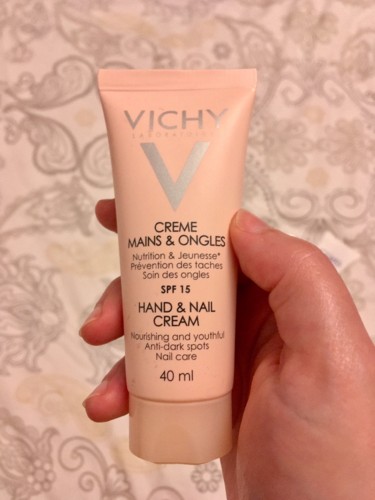 VICHY
LABORATOIRES
CREME
MAINS & ONGLES
Nutrition & Jeunesse*
Prévention des taches
Soin des ongles
SPF 15
HAND & NAIL
CREAM
Nourishing and youthful
Anti-dark spots
Nail care
40 ml